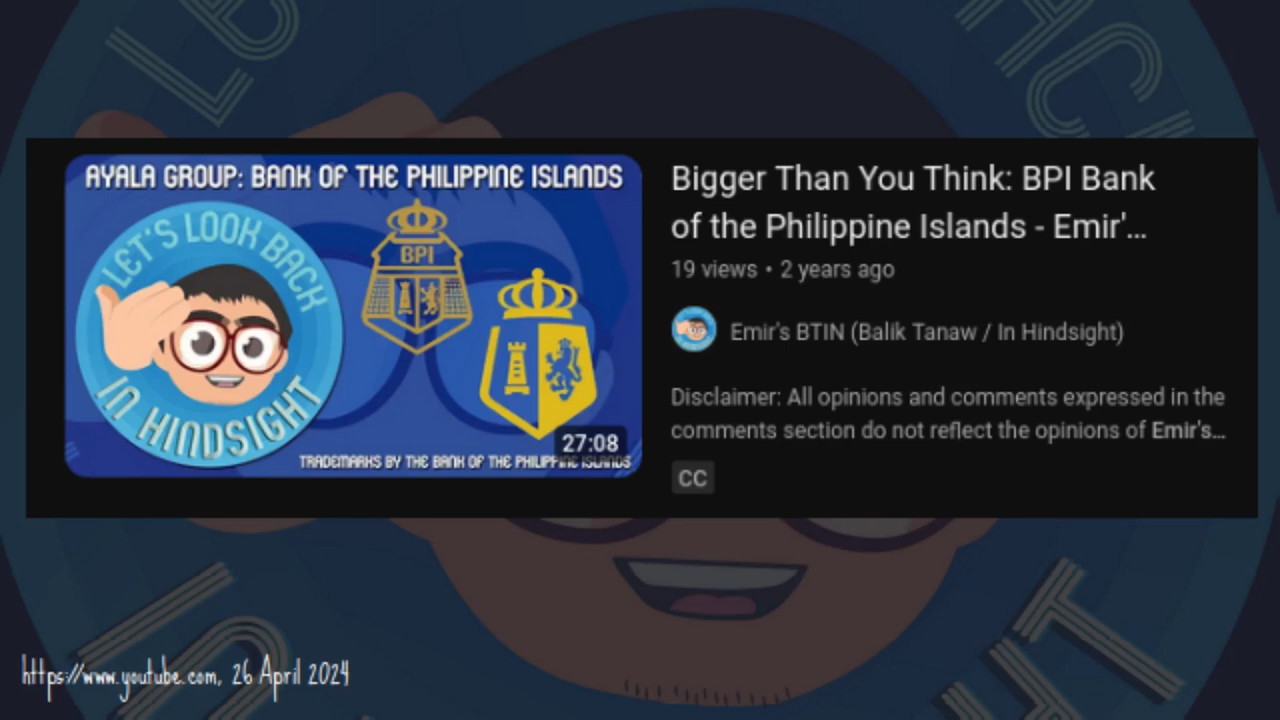 AYALA GROUP: BANK OF THE PHILIPPINE ISLANDS
LET'S LOOK BACK
IN HINDSIGHT
BPI
27:08
TRADEMARKS BY THE BANK OF THE PHILIPPINE ISLANDS
Bigger Than You Think: BPI Bank
of the Philippine Islands - Emir'...
19 views • 2 years ago
Emir's BTIN (Balik Tanaw / In Hindsight)
Disclaimer: All opinions and comments expressed in the
comments section do not reflect the opinions of Emir's...
CC
https://www.youtube.com, 26 April 2024